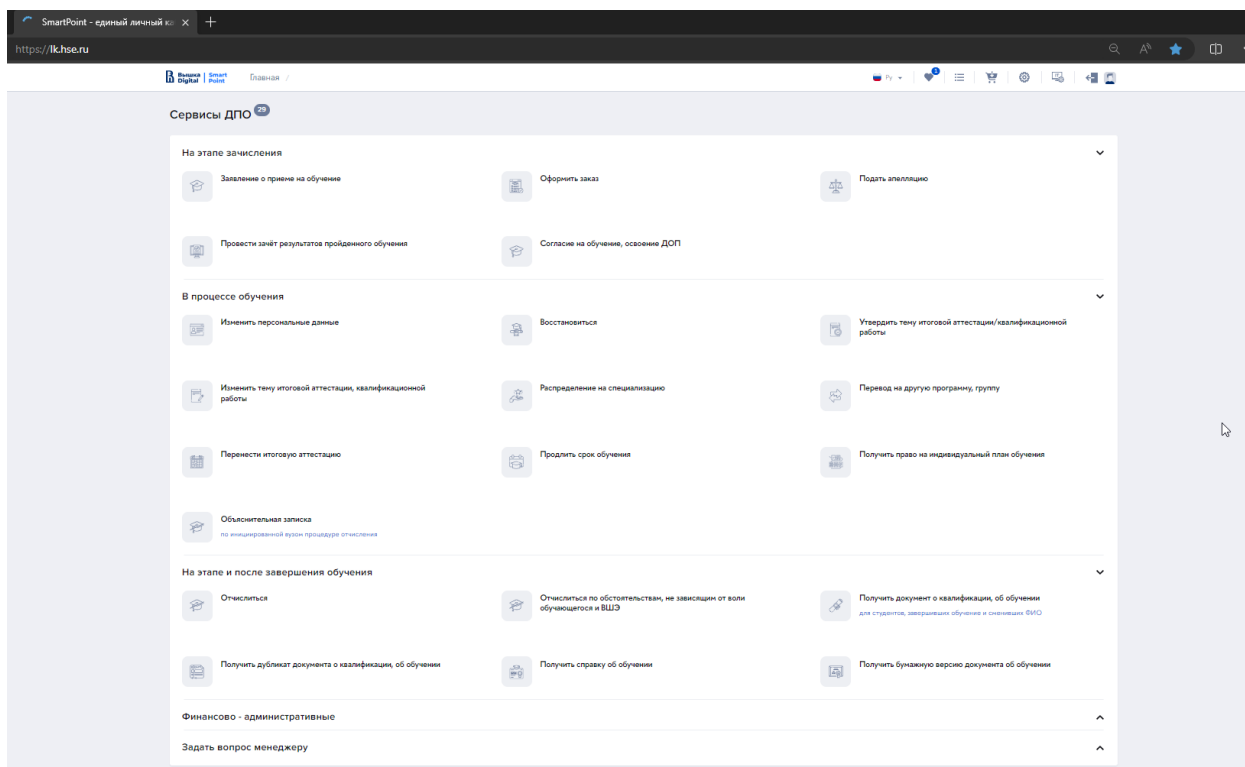 SmartPoint - единый личный ка
https://lk.hse.ru
Вышка Digital Smart Point
Главная /
Ру
1
Сервисы ДПО 29
На этапе зачисления
Заявление о приеме на обучение
Оформить заказ
Подать апелляцию
Провести зачёт результатов пройденного обучения
Согласие на обучение, освоение ДОП
В процессе обучения
Изменить персональные данные
Восстановиться
Утвердить тему итоговой аттестации/квалификационной
работы
Изменить тему итоговой аттестации, квалификационной
работы
Распределение на специализацию
Перевод на другую программу, группу
Перенести итоговую аттестацию
Продлить срок обучения
Получить право на индивидуальный план обучения
Объяснительная записка
по инициированной вузом процедуре отчисления
На этапе и после завершения обучения
Отчислиться
Отчислиться по обстоятельствам, не зависящим от воли
обучающегося и ВШЭ
Получить документ о квалификации, об обучении
для студентов, завершивших обучение и сменивших ФИО
Получить дубликат документа о квалификации, об обучении
Получить справку об обучении
Получить бумажную версию документа об обучении
Финансово - административные
Задать вопрос менеджеру